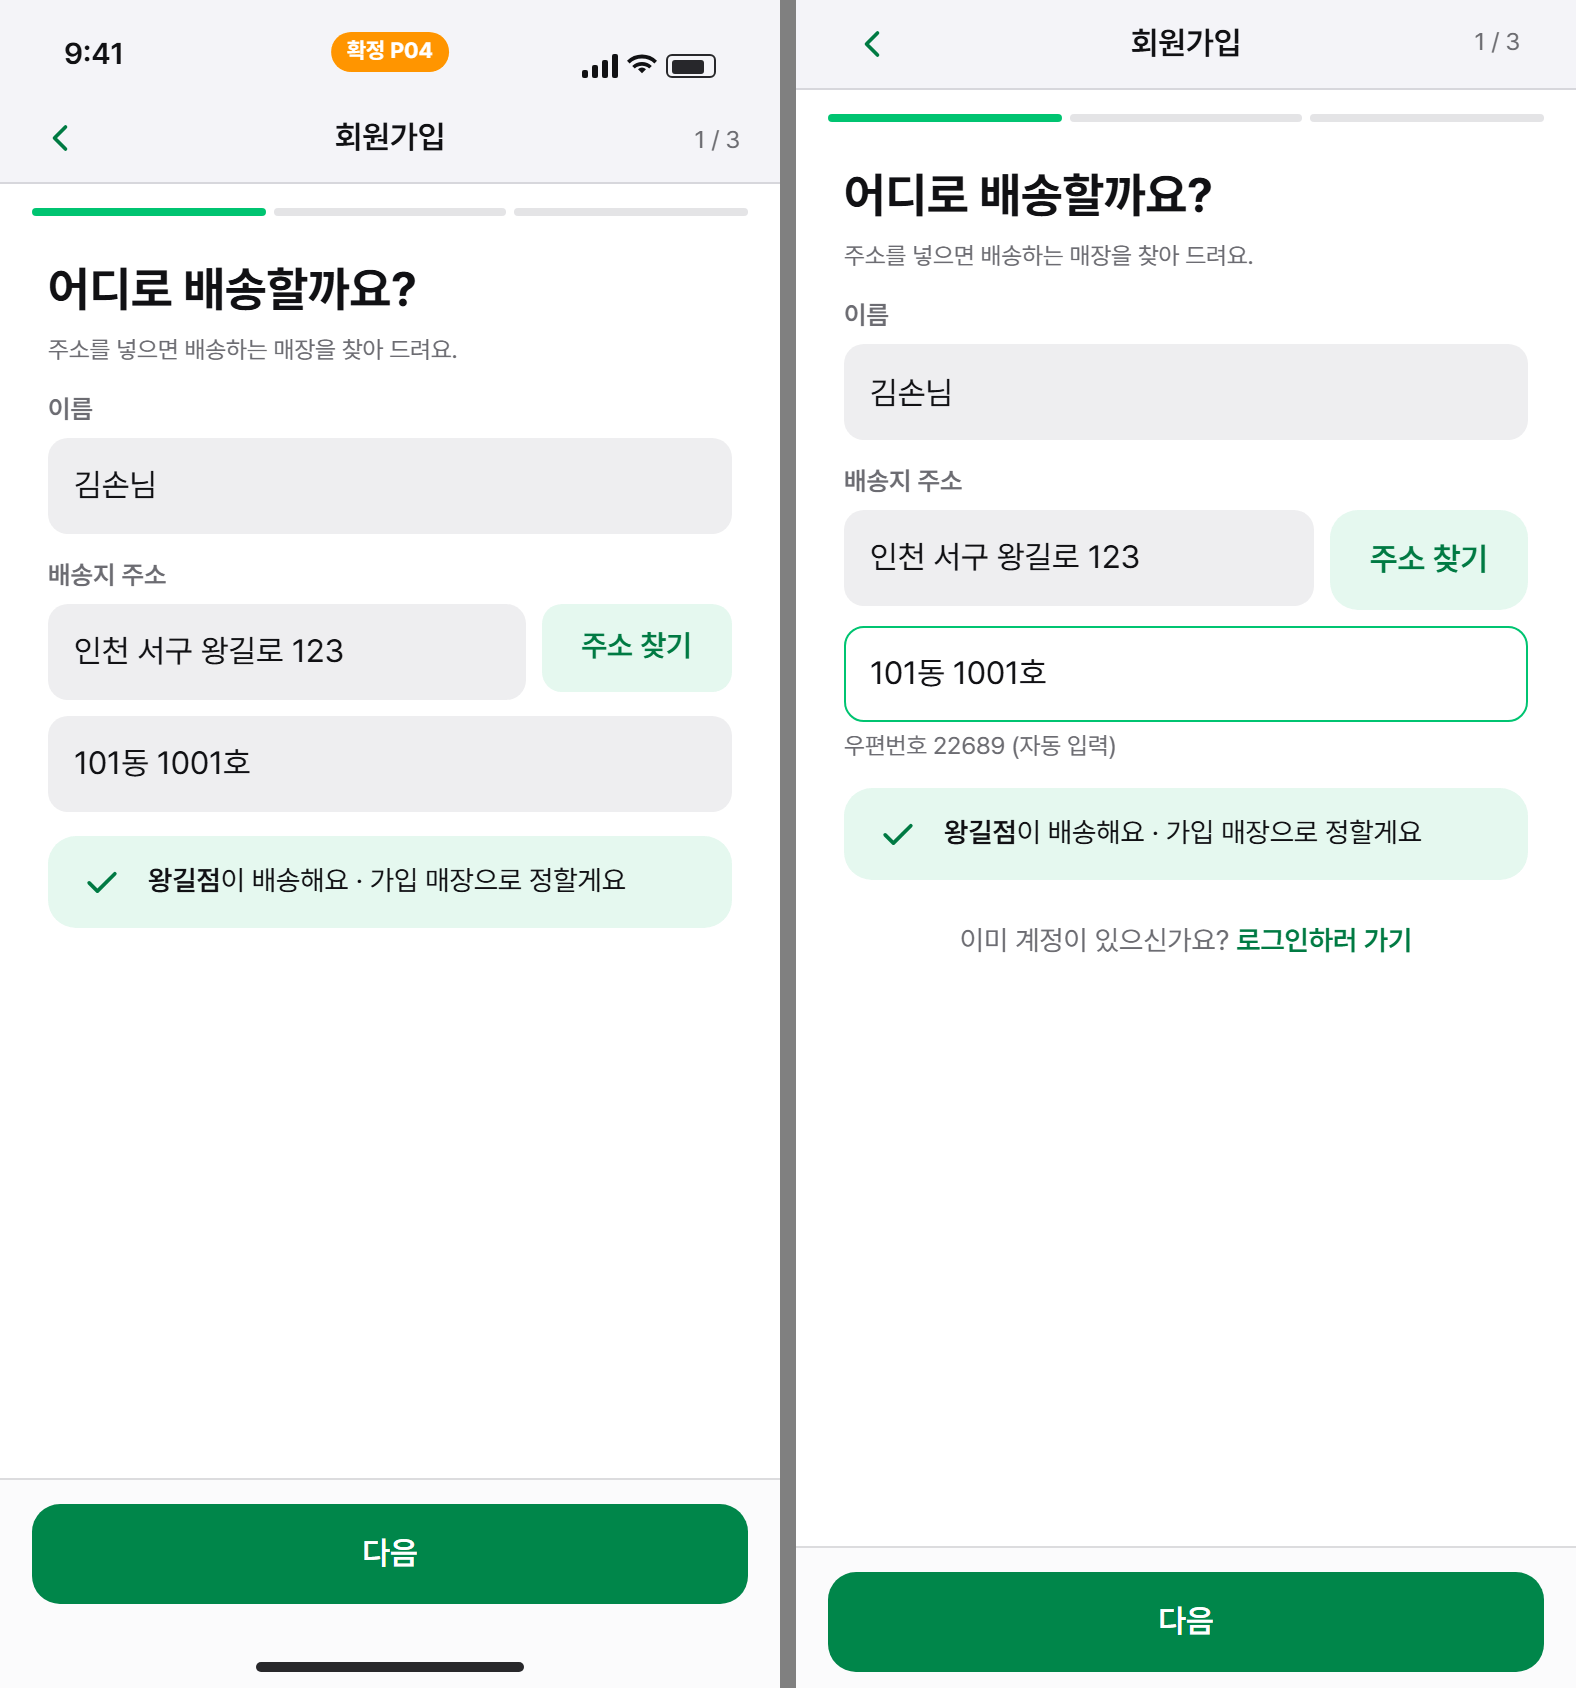 9:41
확정 P04
회원가입
1 / 3
어디로 배송할까요?
주소를 넣으면 배송하는 매장을 찾아 드려요.
이름
김손님
배송지 주소
인천 서구 왕길로 123
주소 찾기
101동 1001호
왕길점이 배송해요 · 가입 매장으로 정할게요
다음
회원가입
1 / 3
어디로 배송할까요?
주소를 넣으면 배송하는 매장을 찾아 드려요.
이름
김손님
배송지 주소
인천 서구 왕길로 123
주소 찾기
101동 1001호
우편번호 22689 (자동 입력)
왕길점이 배송해요 · 가입 매장으로 정할게요
이미 계정이 있으신가요? 로그인하러 가기
다음